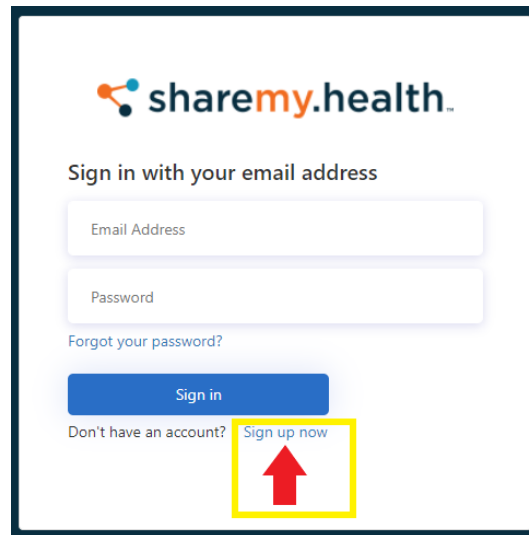 sharemy.health™
Sign in with your email address
Email Address
Password
Forgot your password?
Sign in
Don't have an account? Sign up now